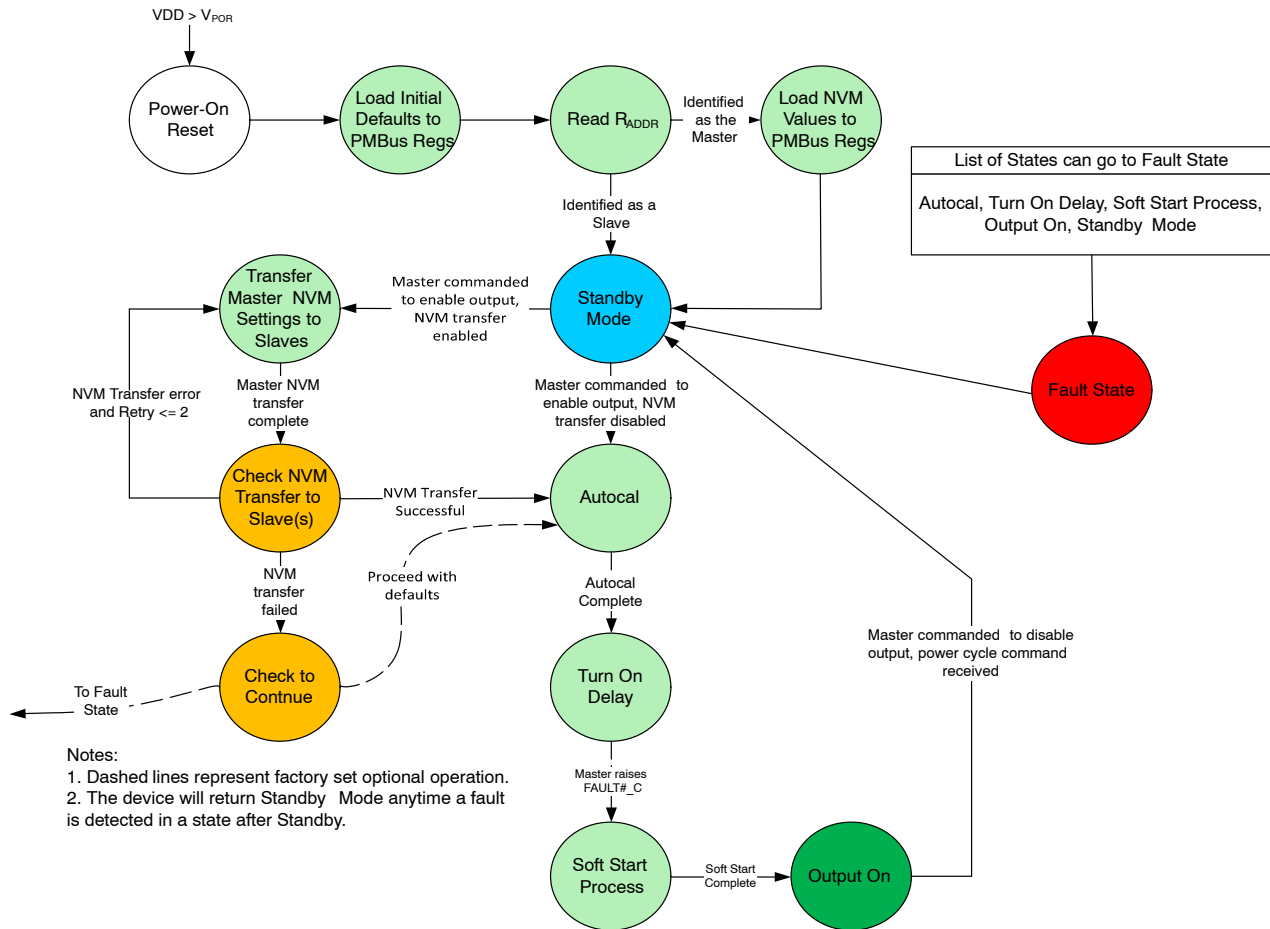 VDD > VPOR
Power-On
Reset
Load Initial
Defaults to
PMBus Regs
Read RADDR
Identified
as the
Master
Load NVM
Values to
PMBus Regs
List of States can go to Fault State
Autocal, Turn On Delay, Soft Start Process,
Output On, Standby Mode
Identified as a
Slave
Transfer
Master NVM
Settings to
Slaves
Master commanded
to enable output,
NVM transfer
enabled
Standby
Mode
Fault State
NVM Transfer error
and Retry <= 2
Master NVM
transfer
complete
Master commanded to
enable output, NVM
transfer disabled
Check NVM
Transfer to
Slave(s)
NVM Transfer
Successful
Autocal
NVM
transfer
failed
Proceed with
defaults
Autocal
Complete
Master commanded to disable
output, power cycle command
received
Check to
Contnue
Turn On
Delay
To Fault
State
Notes:
1. Dashed lines represent factory set optional operation.
2. The device will return Standby Mode anytime a fault
is detected in a state after Standby.
Master raises
FAULT#_C
Soft Start
Process
Soft Start
Complete
Output On